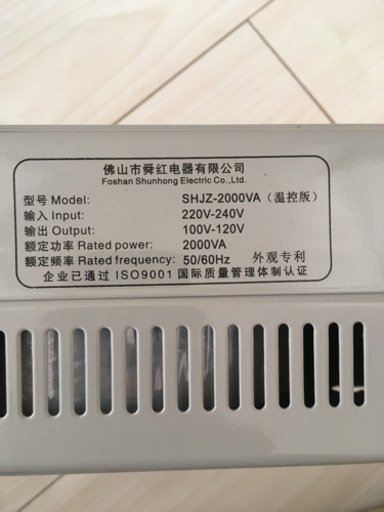 佛山市舜红电器有限公司
Foshan Shunhong Electric Co.,Ltd.
型号 Model: SHJZ-2000VA（温控版）
输入 Input: 220V-240V
输出 Output: 100V-120V
额定功率 Rated power: 2000VA
额定频率 Rated frequency: 50/60Hz 外观专利
企业已通过 ISO9001 国际质量管理体制认证